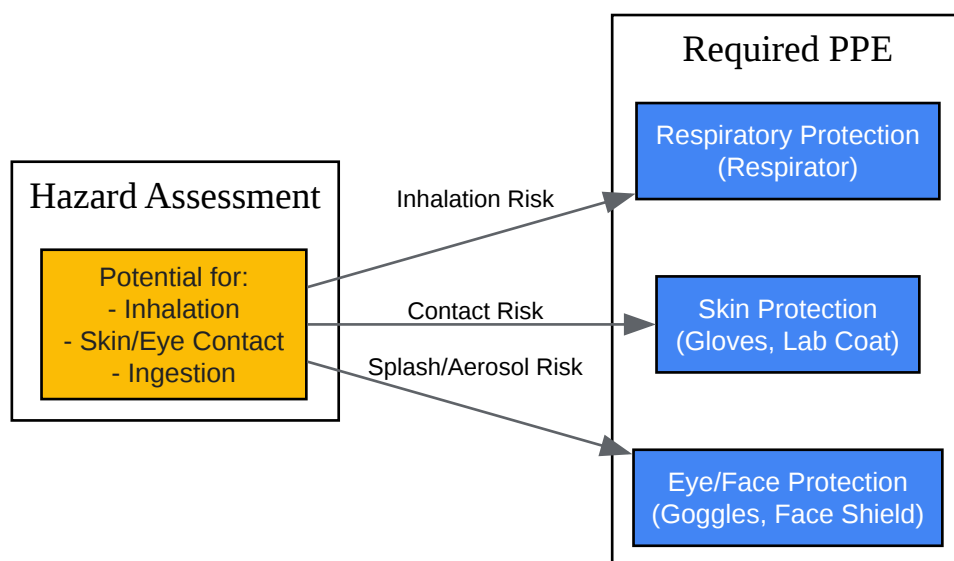 Hazard Assessment
Potential for:
- Inhalation
- Skin/Eye Contact
- Ingestion
Inhalation Risk
Contact Risk
Splash/Aerosol Risk
Required PPE
Respiratory Protection
(Respirator)
Skin Protection
(Gloves, Lab Coat)
Eye/Face Protection
(Goggles, Face Shield)